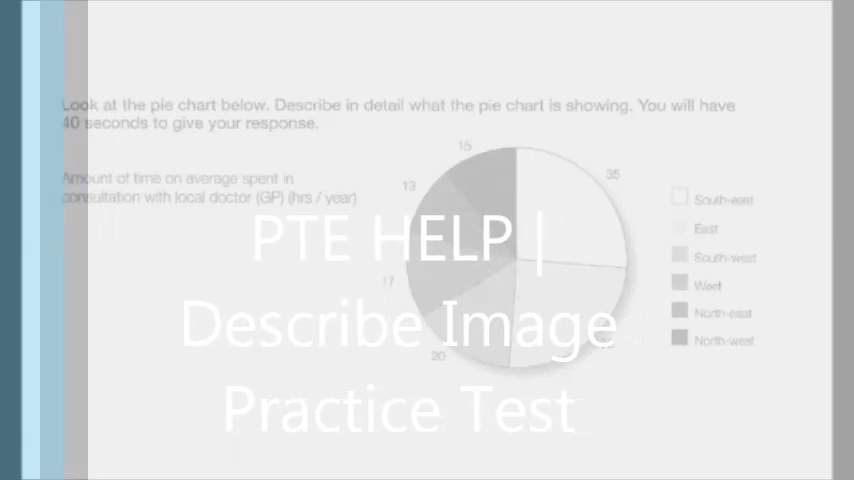 Look at the pie chart below. Describe in detail what the pie chart is showing. You will have
40 seconds to give your response.
Amount of time on average spent in
consultation with local doctor (GP) (hrs / year)
15
35
13
17
20
South-east
East
South-west
West
North-east
North-west
PTE HELP |
Describe Image
Practice Test